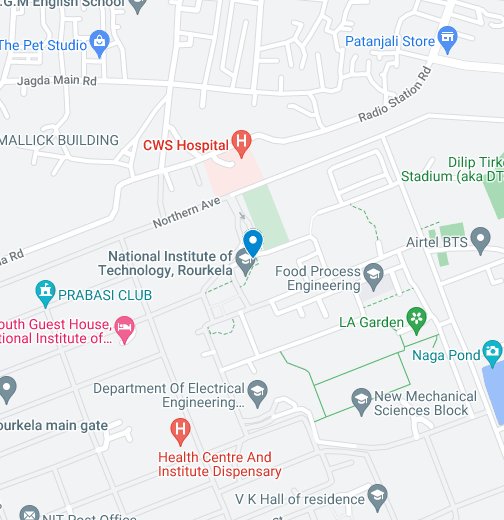 .G.M English School
The Pet Studio
Patanjali Store
Jagda Main Rd
Radio Station Rd
MALLICK BUILDING
CWS Hospital
Dilip Tirk
Stadium (aka DT
Northern Ave
Airtel BTS
a Rd
National Institute of
Technology, Rourkela
Food Process
Engineering
PRABASI CLUB
LA Garden
outh Guest House,
tional Institute of...
Naga Pond
Department Of Electrical
Engineering...
New Mechanical
Sciences Block
ourkela main gate
Health Centre And
Institute Dispensary
V K Hall of residence
NIT Post Office
st